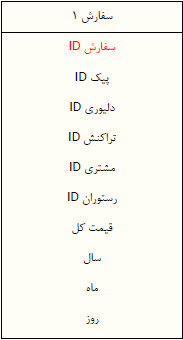 سفارش ۱
سفارش ID
پیک ID
دلیوری ID
تراکنش ID
مشتری ID
رستوران ID
قیمت کل
سال
ماه
روز